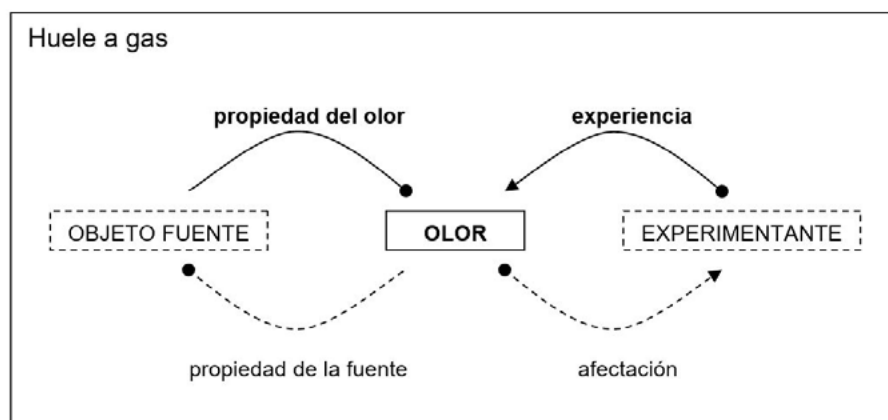 Huele a gas
propiedad del olor
experiencia
OBJETO FUENTE
OLOR
EXPERIMENTANTE
propiedad de la fuente
afectación